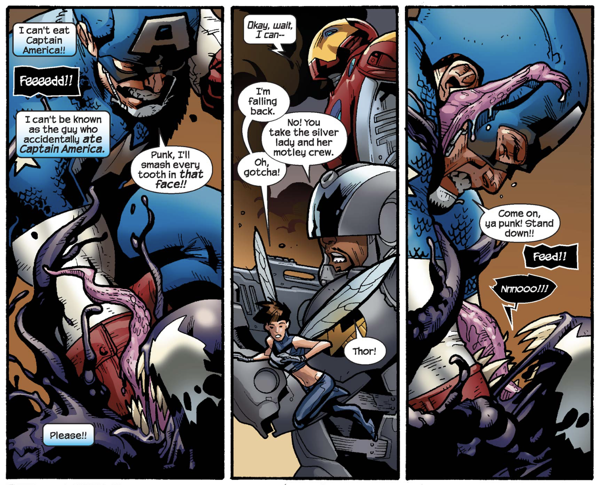 I can't eat
Captain
America!!
Feeeedd!!
I can't be known
as the guy who
accidentally ate
Captain America.
Punk, I'll
smash every
tooth in that
face!!
Please!!
Okay, wait,
I can--
I'm
falling
back.
No! You
take the silver
lady and her
motley crew.
Oh,
gotcha!
Thor!
Come on,
ya punk! Stand
down!!
Feed!!
Nnnooo!!!
A